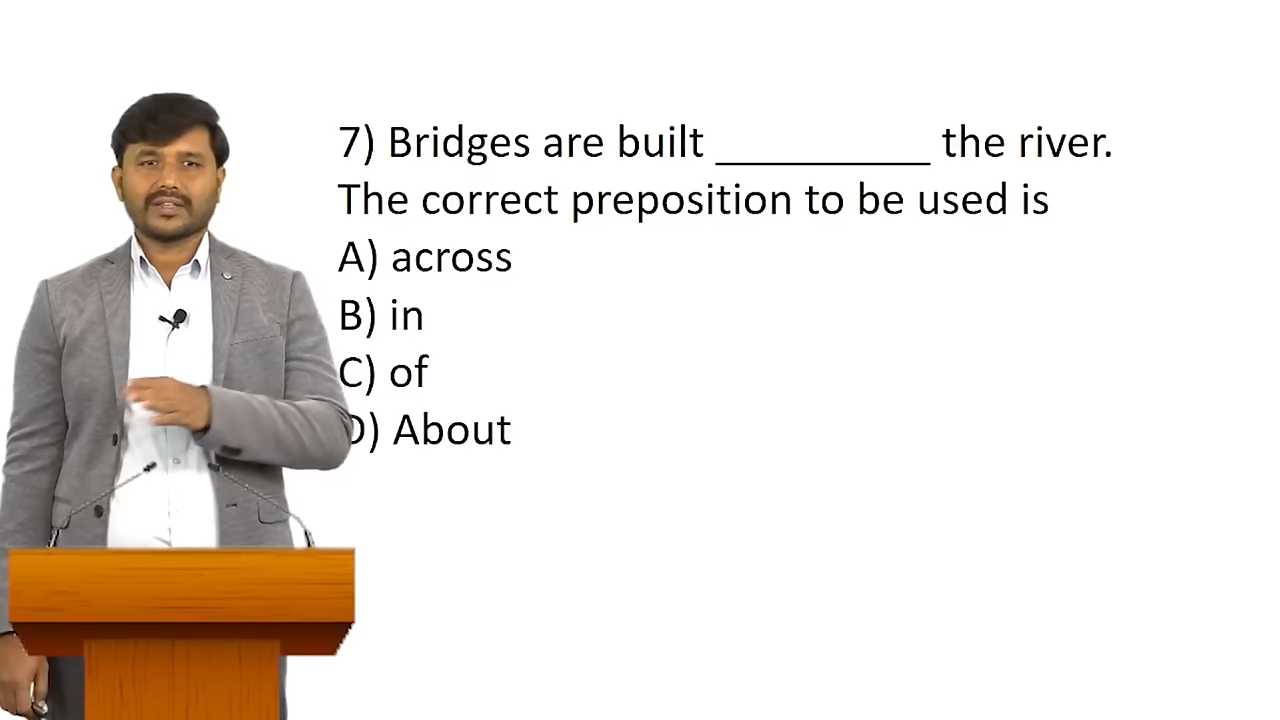 7) Bridges are built __________ the river.
The correct preposition to be used is
A) across
B) in
C) of
D) About